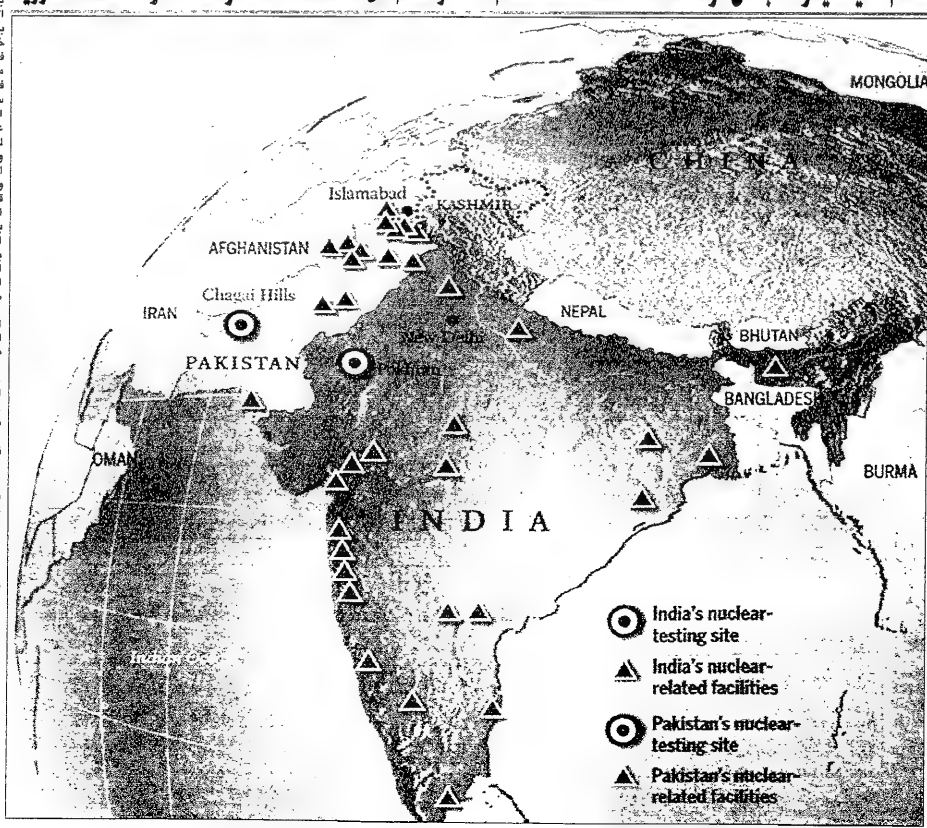 MONGOLIA
CHINA
Islamabad
KASHMIR
AFGHANISTAN
Chagai Hills
IRAN
NEPAL
New Delhi
BHUTAN
PAKISTAN
BANGLADESH
OMAN
BURMA
INDIA
India's nuclear-
testing site
India's nuclear-
related facilities
Pakistan's nuclear-
testing site
Pakistan's nuclear-
related facilities